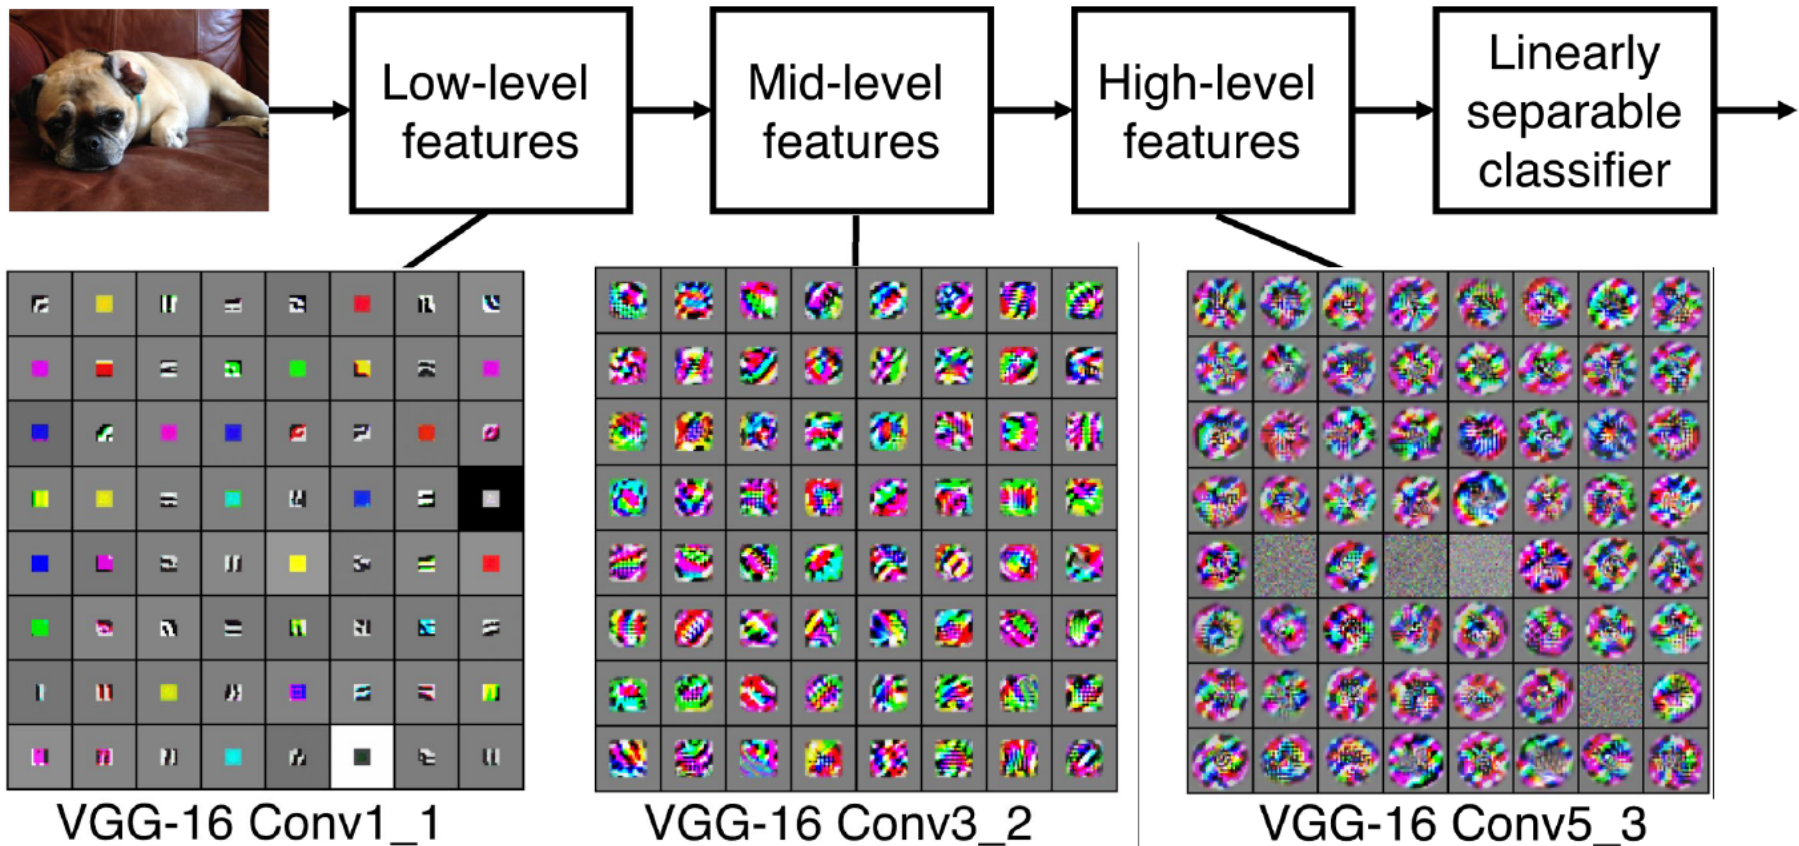 Low-level
features
Mid-level
features
High-level
features
Linearly
separable
classifier
VGG-16 Conv1_1
VGG-16 Conv3_2
VGG-16 Conv5_3